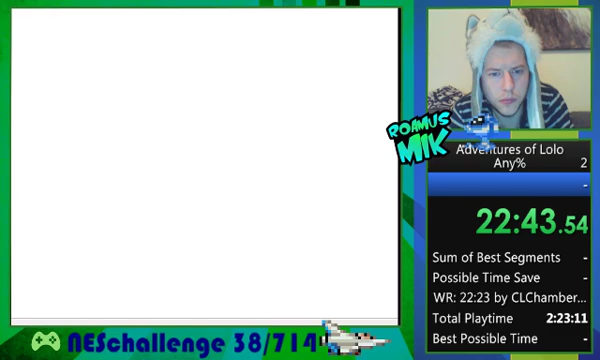 ROAMUS
MIK
Adventures of Lolo
Any% 2
-
22:43.54
Sum of Best Segments -
Possible Time Save -
WR: 22:23 by CLChamber...
Total Playtime 2:23:11
Best Possible Time -
NESchallenge 38/714